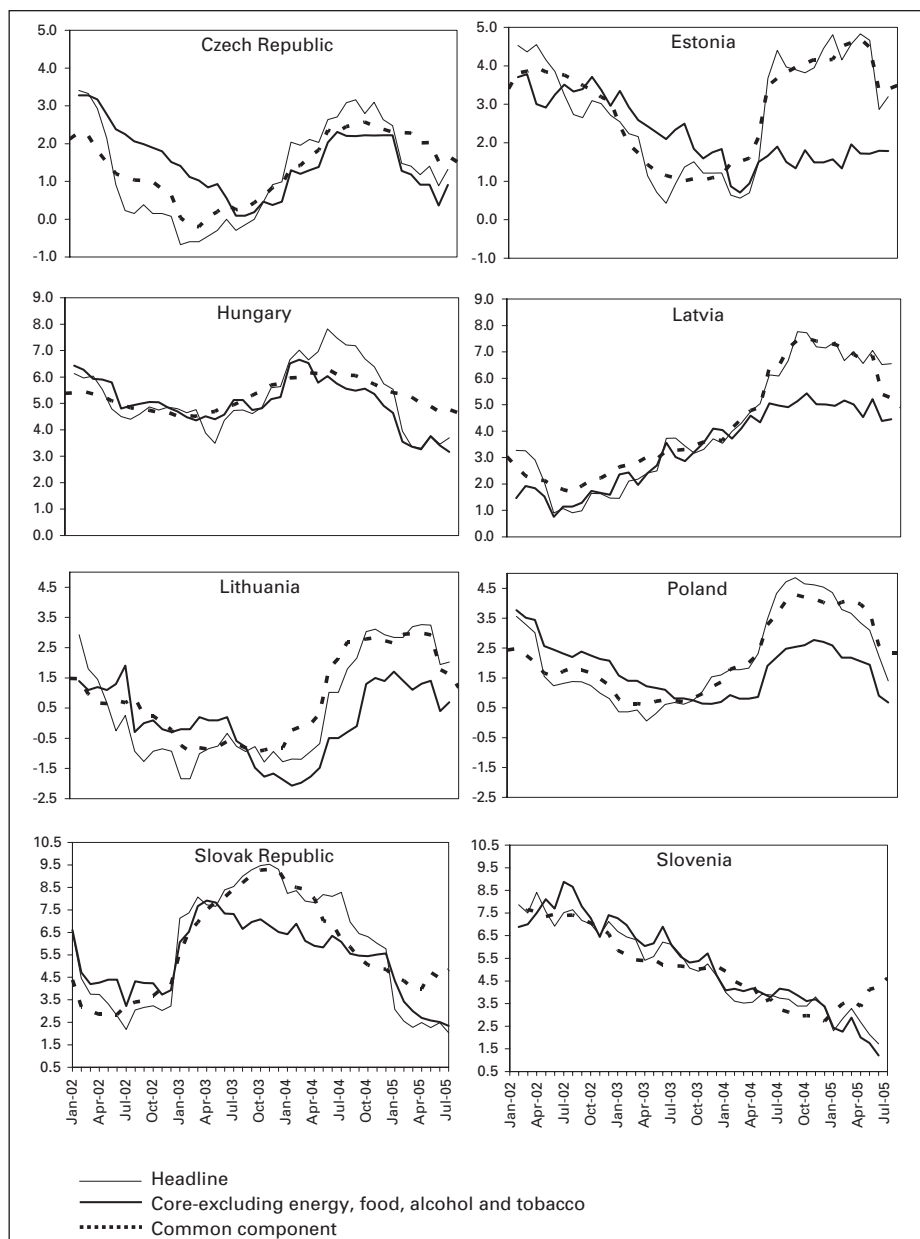 Czech Republic
5.0
4.0
3.0
2.0
1.0
0.0
-1.0
Estonia
5.0
4.0
3.0
2.0
1.0
0.0
-1.0
Hungary
9.0
8.0
7.0
6.0
5.0
4.0
3.0
2.0
1.0
0.0
Latvia
9.0
8.0
7.0
6.0
5.0
4.0
3.0
2.0
1.0
0.0
Lithuania
4.5
3.5
2.5
1.5
0.5
-0.5
-1.5
-2.5
Poland
4.5
3.5
2.5
1.5
0.5
-0.5
-1.5
-2.5
Slovak Republic
10.5
9.5
8.5
7.5
6.5
5.5
4.5
3.5
2.5
1.5
0.5
Jan-02
Apr-02
Jul-02
Oct-02
Jan-03
Apr-03
Jul-03
Oct-03
Jan-04
Apr-04
Jul-04
Oct-04
Jan-05
Apr-05
Jul-05
Slovenia
10.5
9.5
8.5
7.5
6.5
5.5
4.5
3.5
2.5
1.5
0.5
Jan-02
Apr-02
Jul-02
Oct-02
Jan-03
Apr-03
Jul-03
Oct-03
Jan-04
Apr-04
Jul-04
Oct-04
Jan-05
Apr-05
Jul-05
Headline
Core-excluding energy, food, alcohol and tobacco
Common component